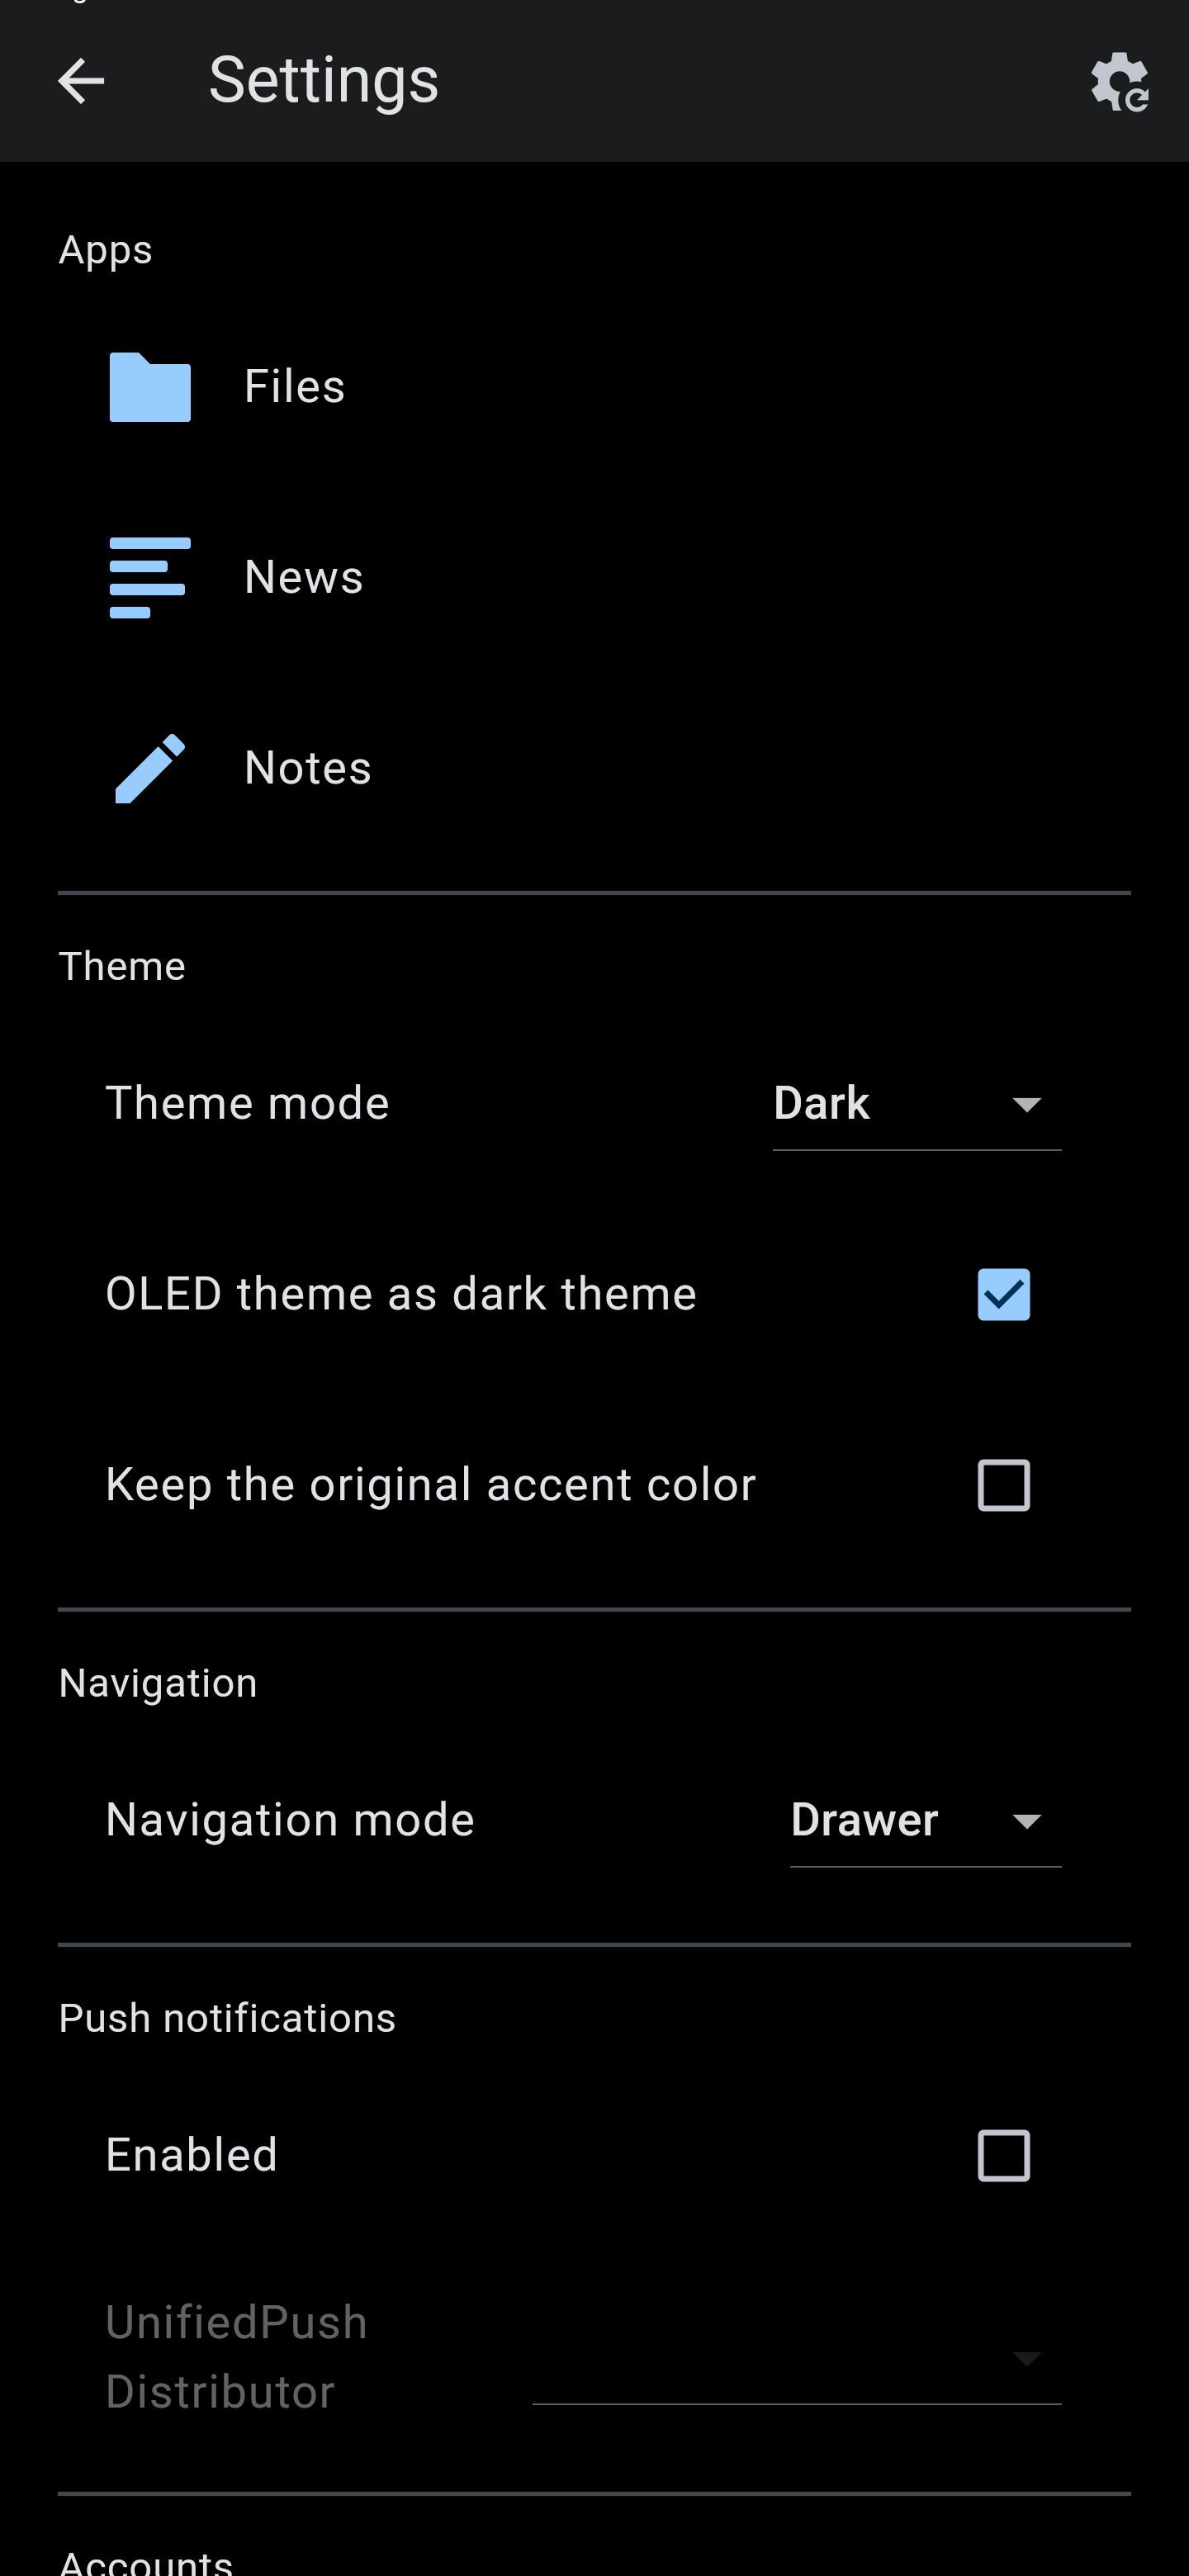 Settings
Apps
Files
News
Notes
Theme
Theme mode
Dark
OLED theme as dark theme
Keep the original accent color
Navigation
Navigation mode
Drawer
Push notifications
Enabled
UnifiedPush
Distributor
Accounts